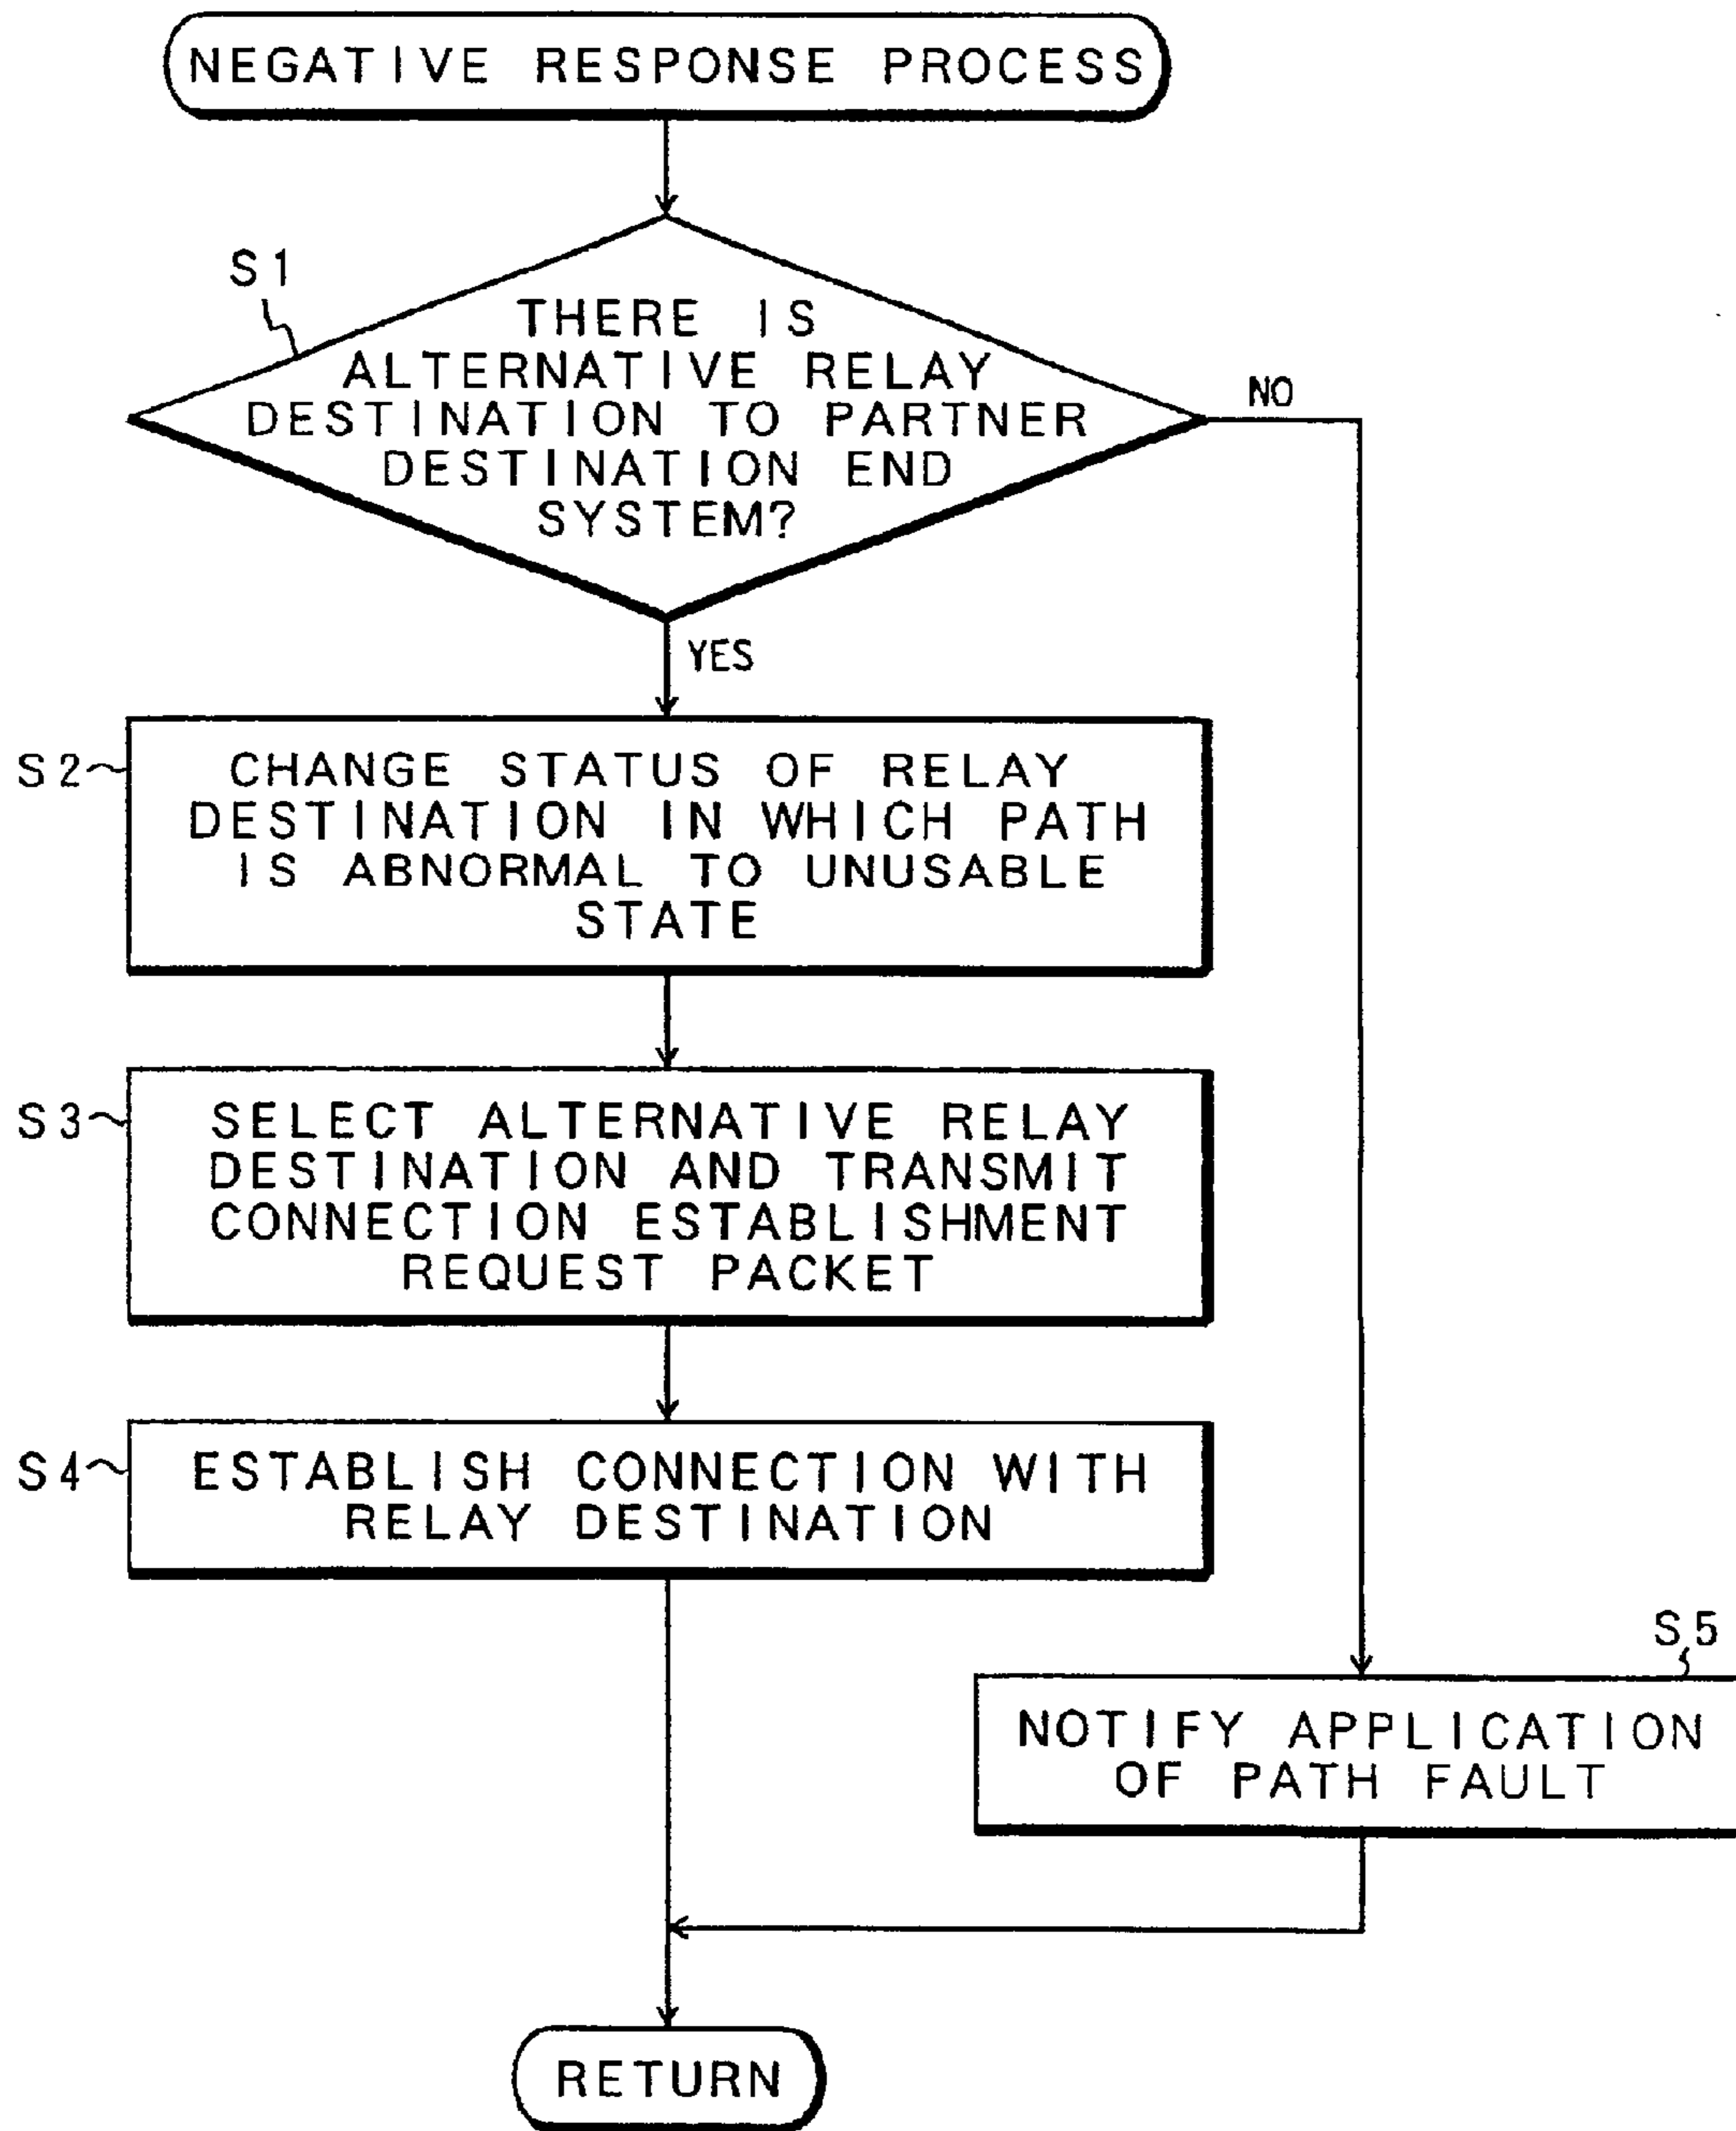 NEGATIVE RESPONSE PROCESS
S1
THERE IS
ALTERNATIVE RELAY
DESTINATION TO PARTNER
DESTINATION END
SYSTEM?
NO
YES
S2
CHANGE STATUS OF RELAY
DESTINATION IN WHICH PATH
IS ABNORMAL TO UNUSABLE
STATE
S3
SELECT ALTERNATIVE RELAY
DESTINATION AND TRANSMIT
CONNECTION ESTABLISHMENT
REQUEST PACKET
S4
ESTABLISH CONNECTION WITH
RELAY DESTINATION
S5
NOTIFY APPLICATION
OF PATH FAULT
RETURN